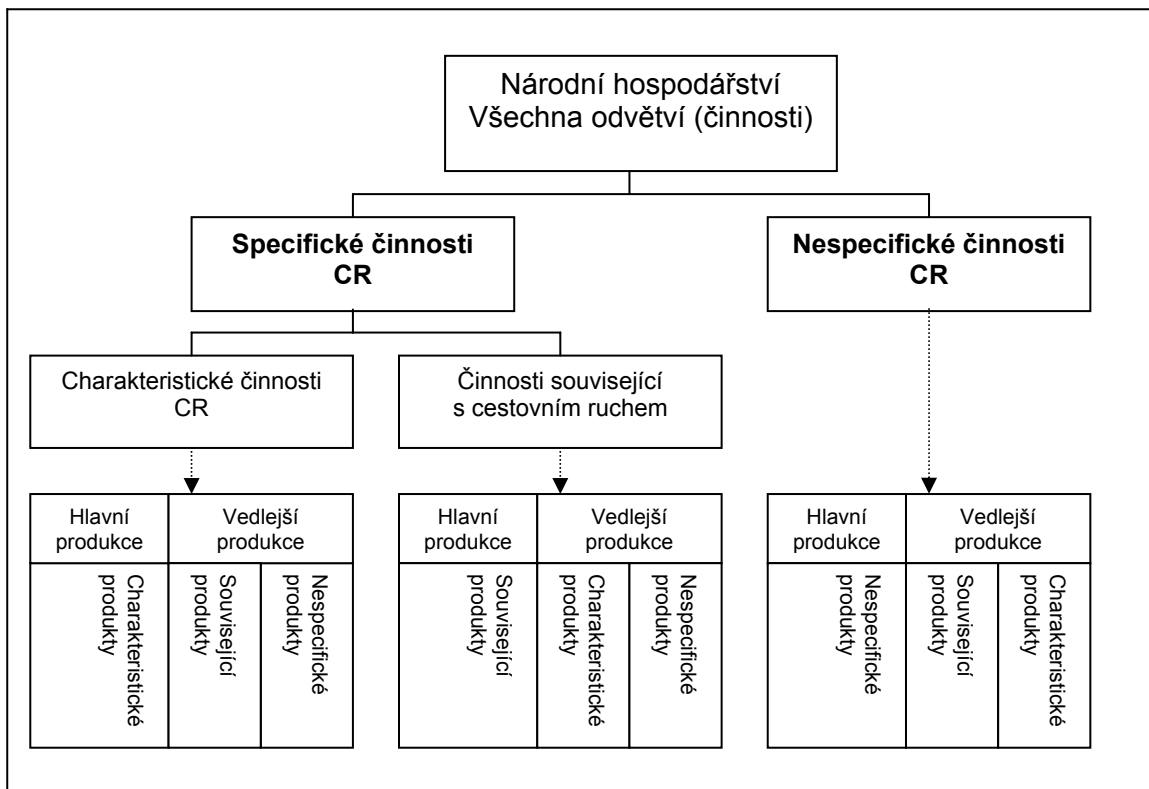 Národní hospodářství
Všechna odvětví (činnosti)
Specifické činnosti
CR
Nespecifické činnosti
CR
Charakteristické činnosti
CR
Činnosti související
s cestovním ruchem
Hlavní
produkce
Vedlejší
produkce
Charakteristické
produkty
Související
produkty
Nespecifické
produkty
Hlavní
produkce
Vedlejší
produkce
Související
produkty
Charakteristické
produkty
Nespecifické
produkty
Hlavní
produkce
Vedlejší
produkce
Nespecifické
produkty
Související
produkty
Charakteristické
produkty